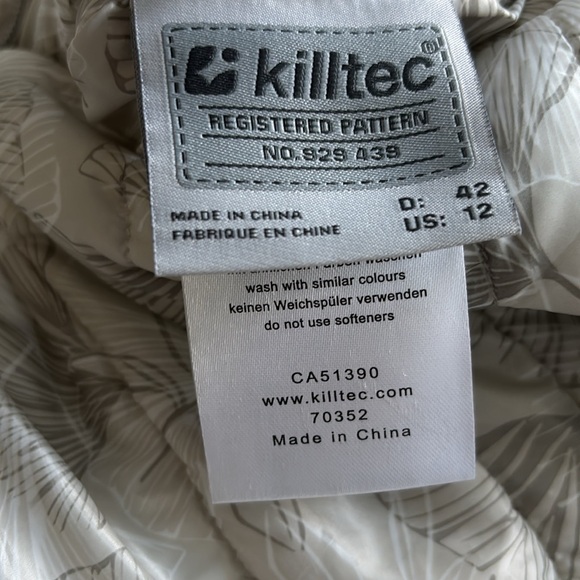 killtec®
REGISTERED PATTERN
NO.929 439
MADE IN CHINA
FABRIQUE EN CHINE
D: 42
US: 12
wash with similar colours
keinen Weichspüler verwenden
do not use softeners
CA51390
www.killtec.com
70352
Made in China